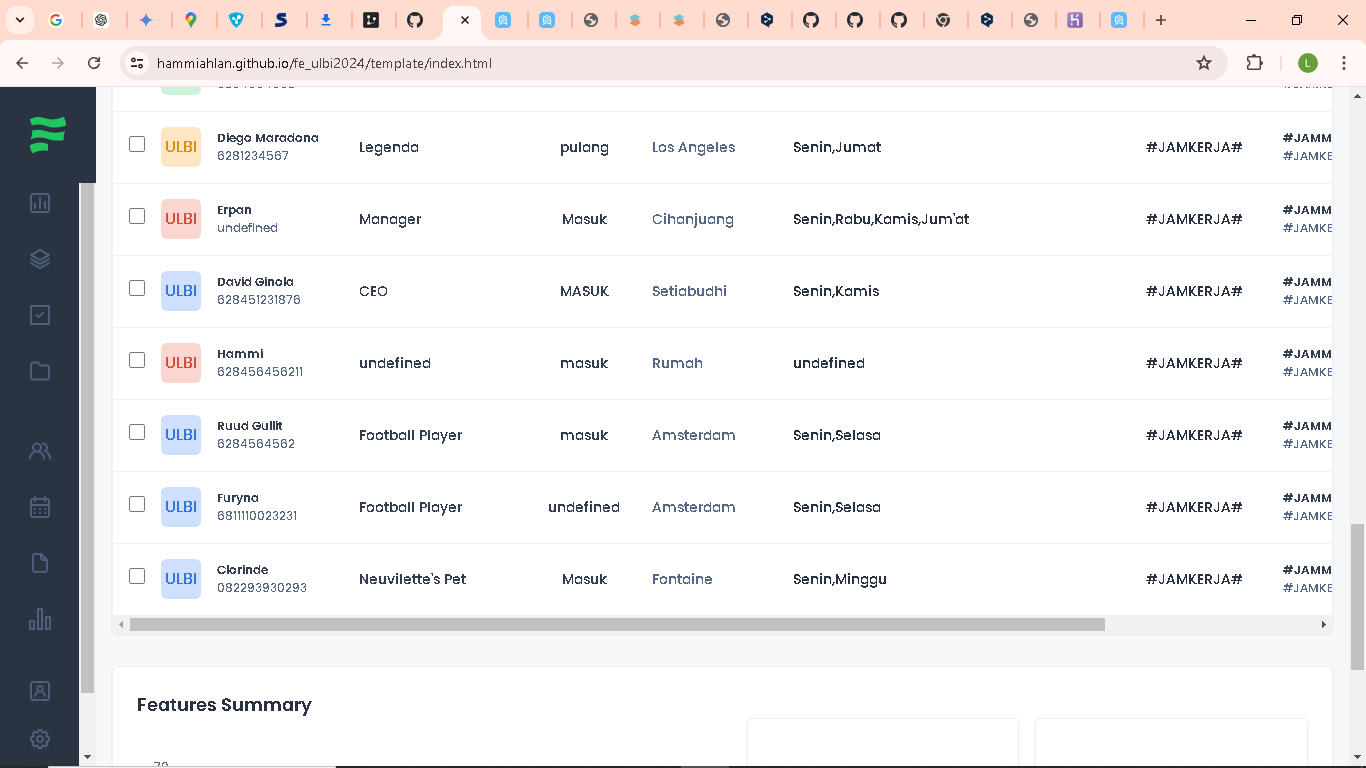 hammiahlan.github.io/fe_ulbi2024/template/index.html
L
ULBI
Diego Maradona
6281234567
Legenda
pulang
Los Angeles
Senin,Jumat
#JAMKERJA#
#JAMM
#JAMKE
ULBI
Erpan
undefined
Manager
Masuk
Cihanjuang
Senin,Rabu,Kamis,Jum'at
#JAMKERJA#
#JAMM
#JAMKE
ULBI
David Ginola
628451231876
CEO
MASUK
Setiabudhi
Senin,Kamis
#JAMKERJA#
#JAMM
#JAMKE
ULBI
Hammi
628456456211
undefined
masuk
Rumah
undefined
#JAMKERJA#
#JAMM
#JAMKE
ULBI
Ruud Gullit
6284564562
Football Player
masuk
Amsterdam
Senin,Selasa
#JAMKERJA#
#JAMM
#JAMKE
ULBI
Furyna
6811110023231
Football Player
undefined
Amsterdam
Senin,Selasa
#JAMKERJA#
#JAMM
#JAMKE
ULBI
Clorinde
082293930293
Neuvilette's Pet
Masuk
Fontaine
Senin,Minggu
#JAMKERJA#
#JAMM
#JAMKE
Features Summary